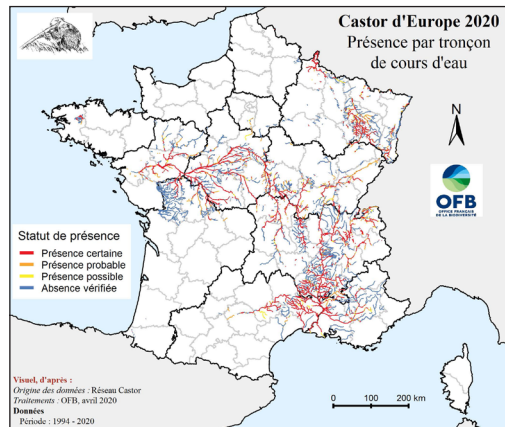 Castor d'Europe 2020
Présence par tronçon
de cours d'eau
N
OFB
OFFICE FRANÇAIS
DE LA BIODIVERSITÉ
Statut de présence
Présence certaine
Présence probable
Présence possible
Absence vérifiée
Visuel, d'après :
Origine des données : Réseau Castor
Traitements : OFB, avril 2020
Données
Période : 1994 - 2020
0 100 200 km